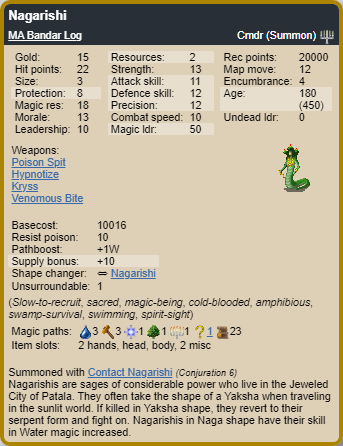 Nagarishi
MA Bandar Log Cmdr (Summon)
Gold: 15 Resources: 2 Rec points: 20000
Hit points: 22 Strength: 13 Map move: 12
Size: 3 Attack skill: 11 Encumbrance: 4
Protection: 8 Defence skill: 12 Age: 180
Magic res: 18 Precision: 12 (450)
Morale: 13 Combat speed: 10 Undead ldr: 0
Leadership: 10 Magic ldr: 50
Weapons:
Poison Spit
Hypnotize
Kryss
Venomous Bite
Basecost: 10016
Resist poison: 10
Pathboost: +1W
Supply bonus: +10
Shape changer: ⇔ Nagarishi
Unsurroundable: 1
(Slow-to-recruit, sacred, magic-being, cold-blooded, amphibious,
swamp-survival, swimming, spirit-sight)
Magic paths: 3 3 1 1 1 ? 1 23
Item slots: 2 hands, head, body, 2 misc
Summoned with Contact Nagarishi (Conjuration 6)
Nagarishis are sages of considerable power who live in the Jeweled
City of Patala. They often take the shape of a Yaksha when traveling
in the sunlit world. If killed in Yaksha shape, they revert to their
serpent form and fight on. Nagarishis in Naga shape have their skill
in Water magic increased.